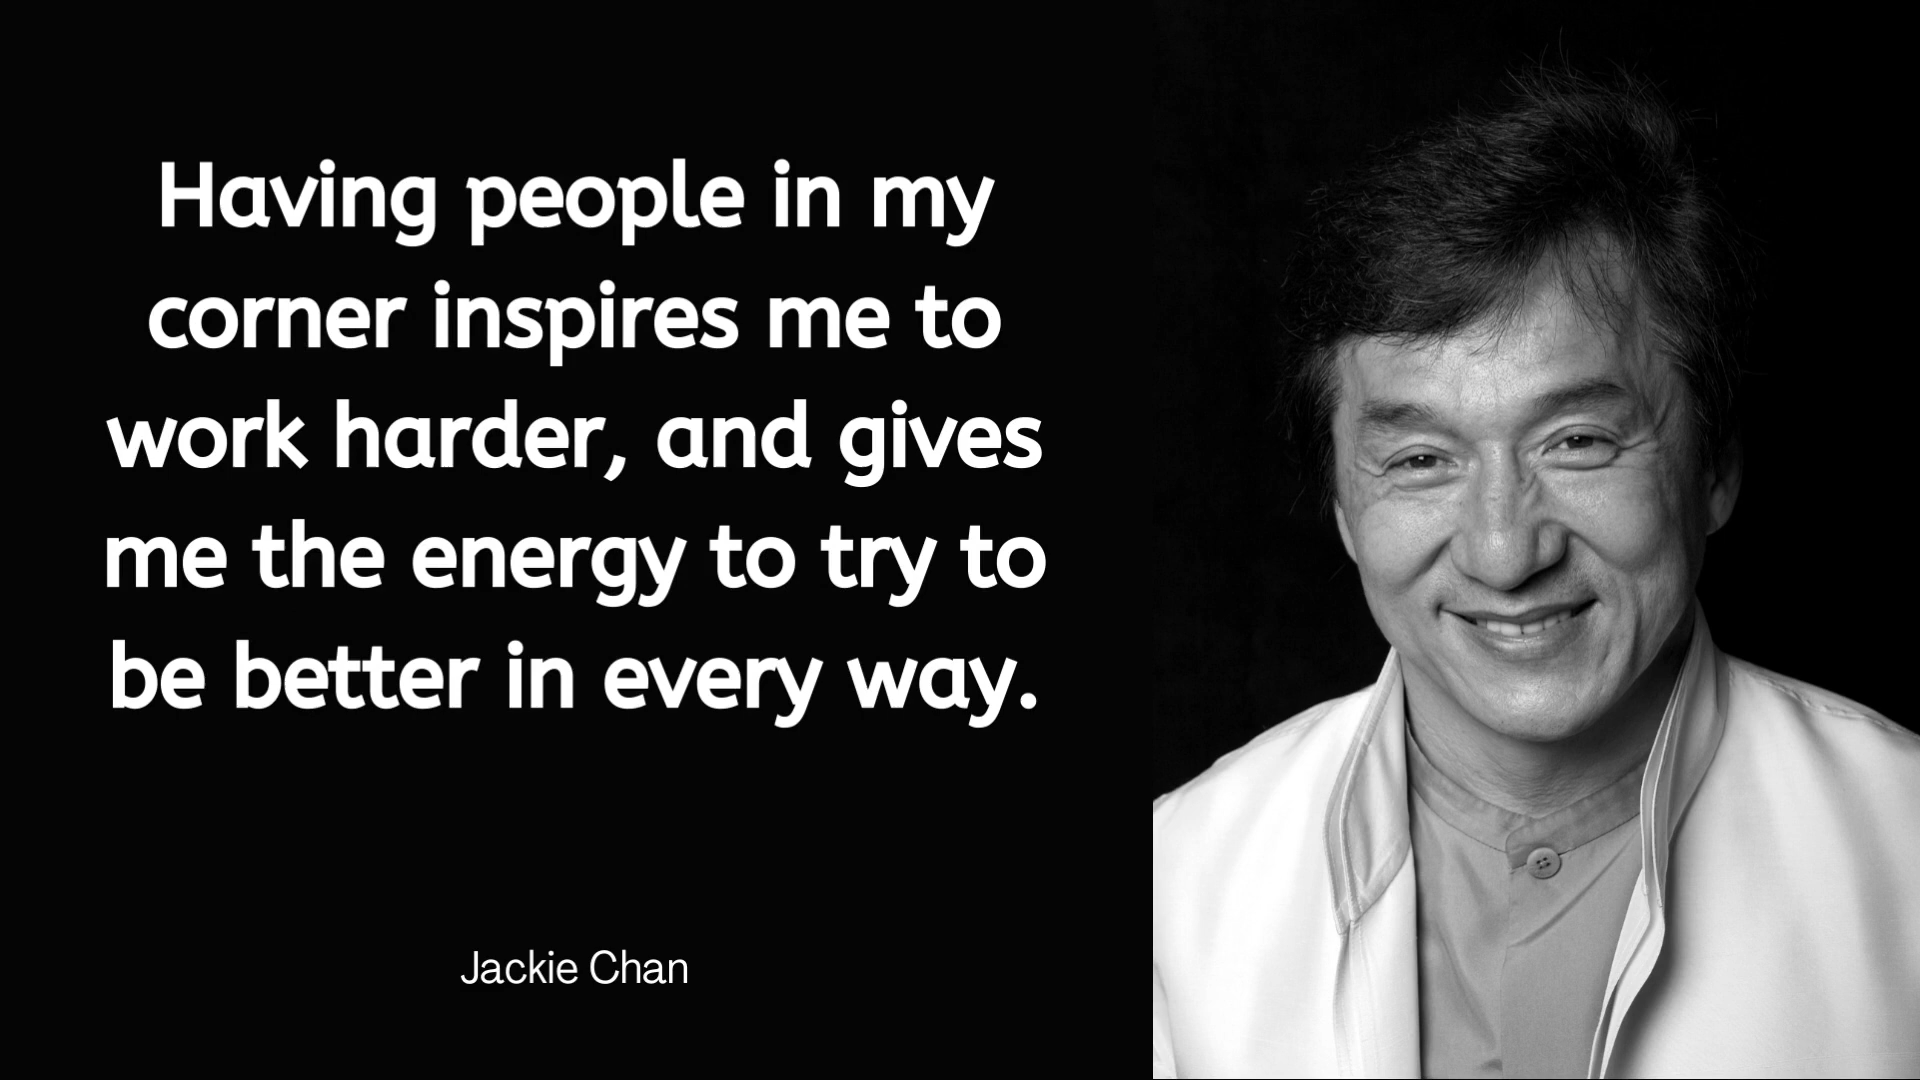 Having people in my
corner inspires me to
work harder, and gives
me the energy to try to
be better in every way.
Jackie Chan